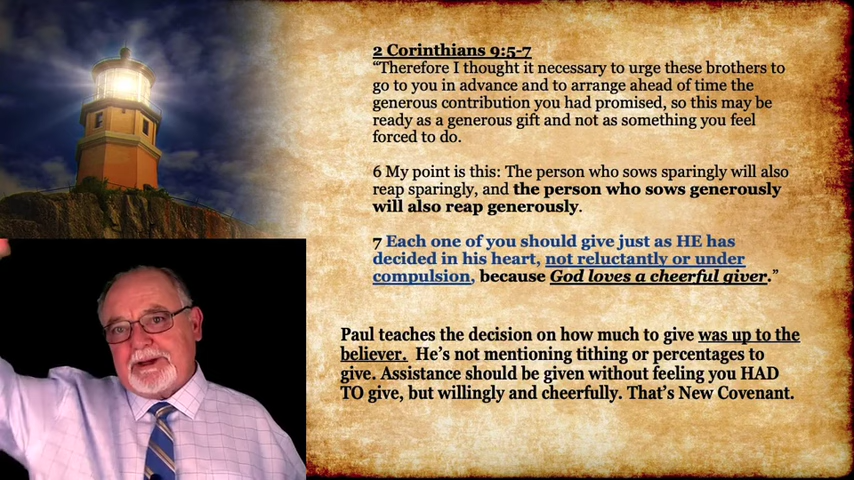 2 Corinthians 9:5-7
“Therefore I thought it necessary to urge these brothers to
go to you in advance and to arrange ahead of time the
generous contribution you had promised, so this may be
ready as a generous gift and not as something you feel
forced to do.
6 My point is this: The person who sows sparingly will also
reap sparingly, and the person who sows generously
will also reap generously.
7 Each one of you should give just as HE has
decided in his heart, not reluctantly or under
compulsion, because God loves a cheerful giver.”
Paul teaches the decision on how much to give was up to the
believer. He’s not mentioning tithing or percentages to
give. Assistance should be given without feeling you HAD
TO give, but willingly and cheerfully. That’s New Covenant.